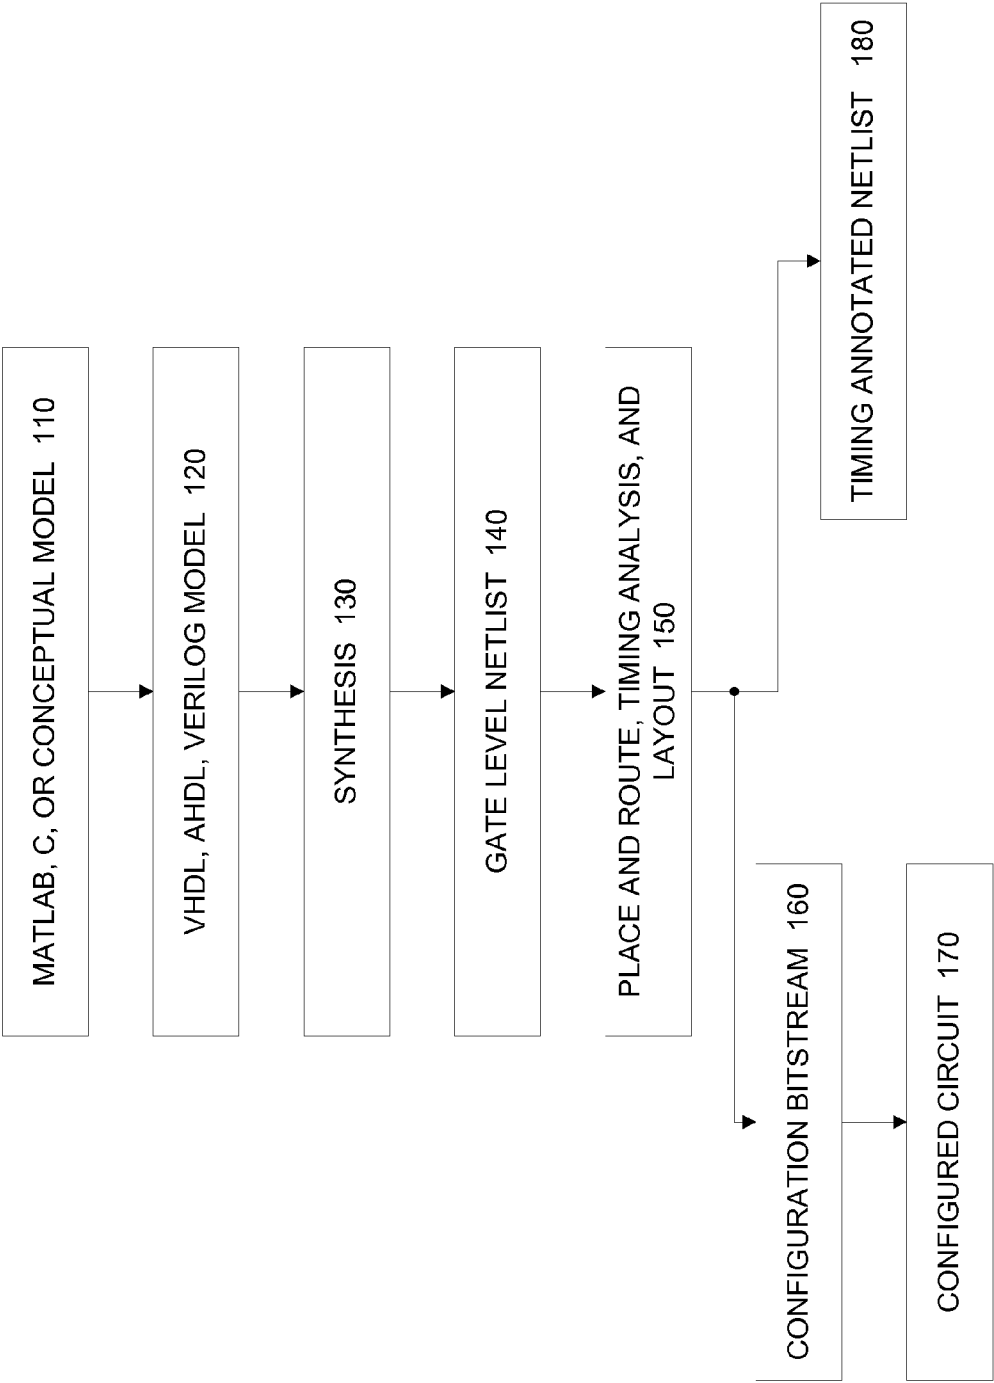 MATLAB, C, OR CONCEPTUAL MODEL 110
VHDL, AHDL, VERILOG MODEL 120
SYNTHESIS 130
GATE LEVEL NETLIST 140
PLACE AND ROUTE, TIMING ANALYSIS, AND
LAYOUT 150
CONFIGURATION BITSTREAM 160
CONFIGURED CIRCUIT 170
TIMING ANNOTATED NETLIST 180